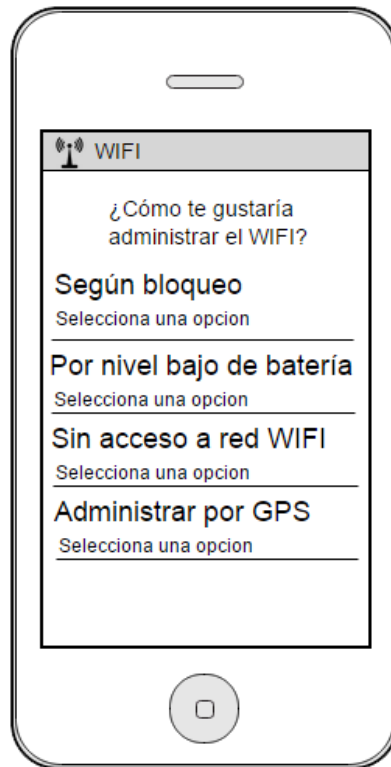 WIFI
¿Cómo te gustaría
administrar el WIFI?
Según bloqueo
Selecciona una opcion
Por nivel bajo de batería
Selecciona una opcion
Sin acceso a red WIFI
Selecciona una opcion
Administrar por GPS
Selecciona una opcion